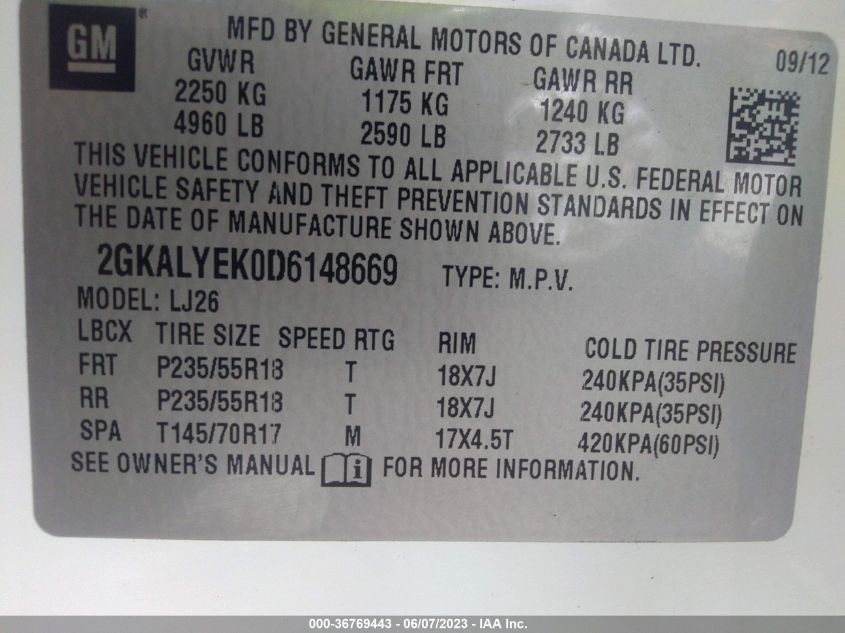 GM®
MFD BY GENERAL MOTORS OF CANADA LTD.
09/12
GVWR GAWR FRT GAWR RR
2250 KG 1175 KG 1240 KG
4960 LB 2590 LB 2733 LB
THIS VEHICLE CONFORMS TO ALL APPLICABLE U.S. FEDERAL MOTOR
VEHICLE SAFETY AND THEFT PREVENTION STANDARDS IN EFFECT ON
THE DATE OF MANUFACTURE SHOWN ABOVE.
2GKALYEK0D6148669 TYPE: M.P.V.
MODEL: LJ26
LBCX TIRE SIZE SPEED RTG RIM COLD TIRE PRESSURE
FRT P235/55R18 T 18X7J 240KPA(35PSI)
RR P235/55R18 T 18X7J 240KPA(35PSI)
SPA T145/70R17 M 17X4.5T 420KPA(60PSI)
SEE OWNER'S MANUAL i FOR MORE INFORMATION.
000-36769443 - 06/07/2023 - IAA Inc.